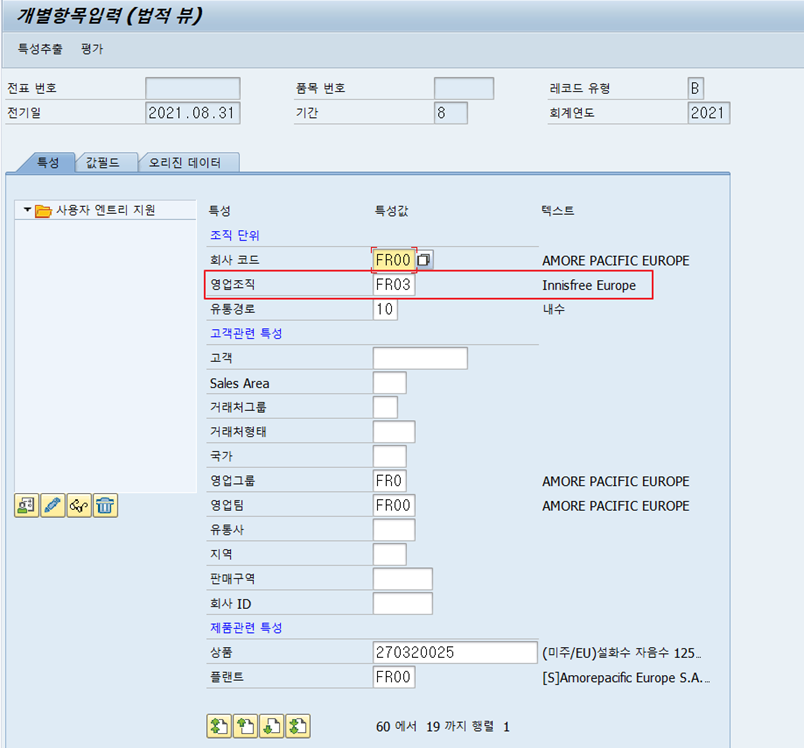 개별항목입력 (법적 뷰)
특성추출 평가
전표 번호 품목 번호 레코드 유형 B
전기일 2021.08.31 기간 8 회계연도 2021
특성 값필드 오리진 데이터
사용자 엔트리 지원
특성 특성값 텍스트
조직 단위
회사 코드 FR00 AMORE PACIFIC EUROPE
영업조직 FR03 Innisfree Europe
유통경로 10 내수
고객관련 특성
고객
Sales Area
거래처그룹
거래처형태
국가
영업그룹 FR0 AMORE PACIFIC EUROPE
영업팀 FR00 AMORE PACIFIC EUROPE
유통사
지역
판매구역
회사 ID
제품관련 특성
상품 270320025 (미주/EU)설화수 자음수 125...
플랜트 FR00 [S]Amorepacific Europe S.A...
60 에서 19 까지 행렬 1